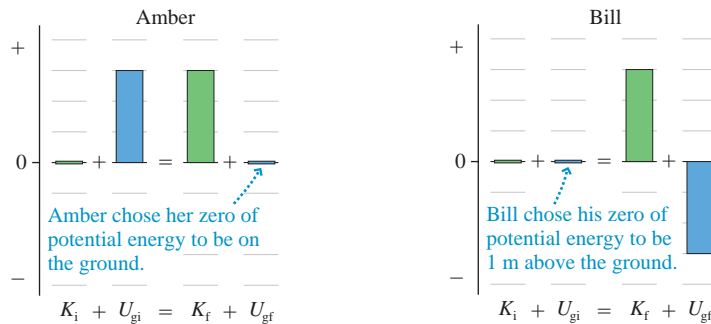 Amber
+
0
+ = +
Amber chose her zero of
potential energy to be on
the ground.
−
Ki + Ugi = Kf + Ugf
Bill
+
0
+ = +
Bill chose his zero of
potential energy to be
1 m above the ground.
−
Ki + Ugi = Kf + Ugf